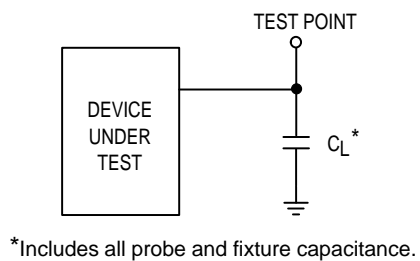 TEST POINT
DEVICE
UNDER
TEST
CL*
*Includes all probe and fixture capacitance.